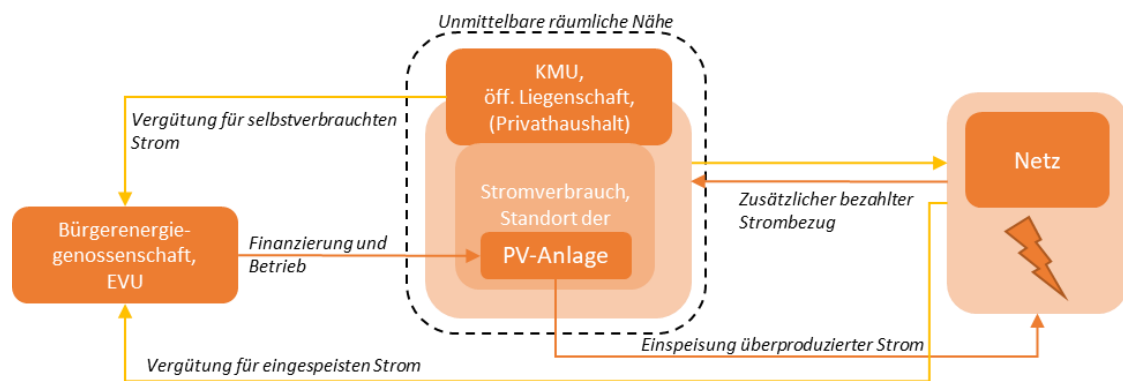 Unmittelbare räumliche Nähe
KMU,
öff. Liegenschaft,
(Privathaushalt)
Vergütung für selbstverbrauchten
Strom
Netz
Stromverbrauch,
Standort der
PV-Anlage
Zusätzlicher bezahlter
Strombezug
Bürgerenergie-
genossenschaft,
EVU
Finanzierung und
Betrieb
Einspeisung überproduzierter Strom
Vergütung für eingespeisten Strom